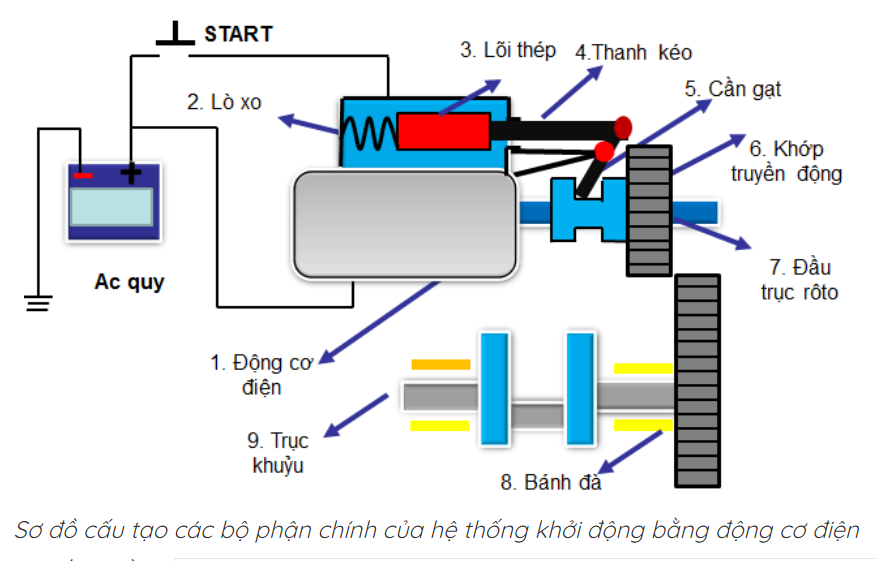 START
3. Lõi thép
4.Thanh kéo
2. Lò xo
5. Cần gạt
6. Khớp
truyền động
- +
Ac quy
7. Đầu
trục rôto
1. Động cơ
điện
9. Trục
khuỷu
8. Bánh đà
Sơ đồ cấu tạo các bộ phận chính của hệ thống khởi động bằng động cơ điện